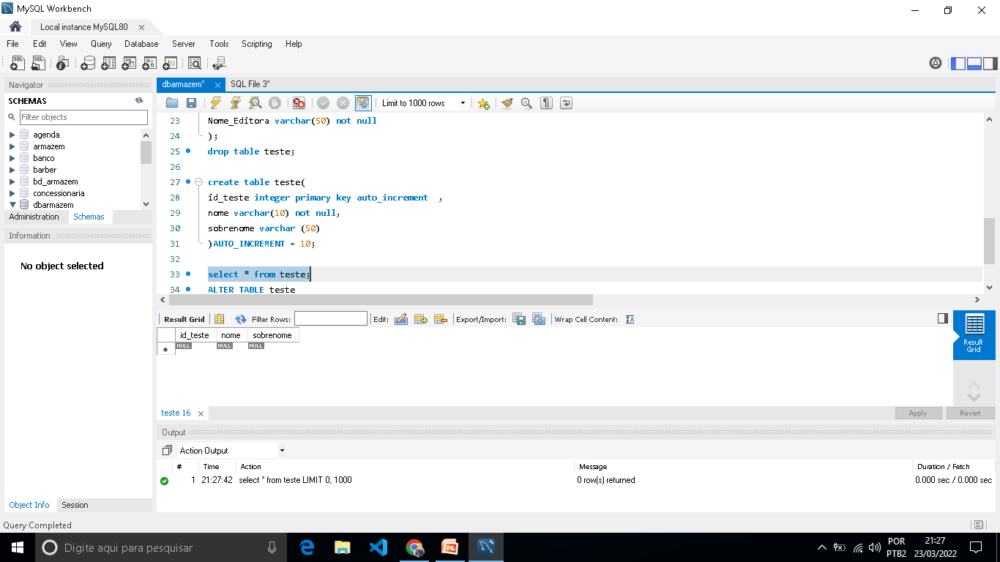 MySQL Workbench
Local instance MySQL80
File Edit View Query Database Server Tools Scripting Help
Navigator
SCHEMAS
Filter objects
agenda
armazem
banco
barber
bd_armazem
concessionaria
dbarmazem
Administration Schemas
Information
No object selected
Object Info Session
dbarmazem* SQL File 3*
Limit to 1000 rows
23 Nome_Editora varchar(50) not null
24 );
25 drop table teste;
26
27 create table teste(
28 id_teste integer primary key auto_increment ,
29 nome varchar(10) not null,
30 sobrenome varchar (50)
31 )AUTO_INCREMENT = 10;
32
33 select * from teste;
34 ALTER TABLE teste
Result Grid Filter Rows: Edit: Export/Import: Wrap Cell Content: IA
id_teste nome sobrenome
* NULL NULL NULL
Result
Grid
teste 16 Apply Revert
Output
Action Output
# Time Action Message Duration / Fetch
1 21:27:42 select * from teste LIMIT 0, 1000 0 row(s) returned 0.000 sec / 0.000 sec
Query Completed
Digite aqui para pesquisar
POR
PTB2
21:27
23/03/2022